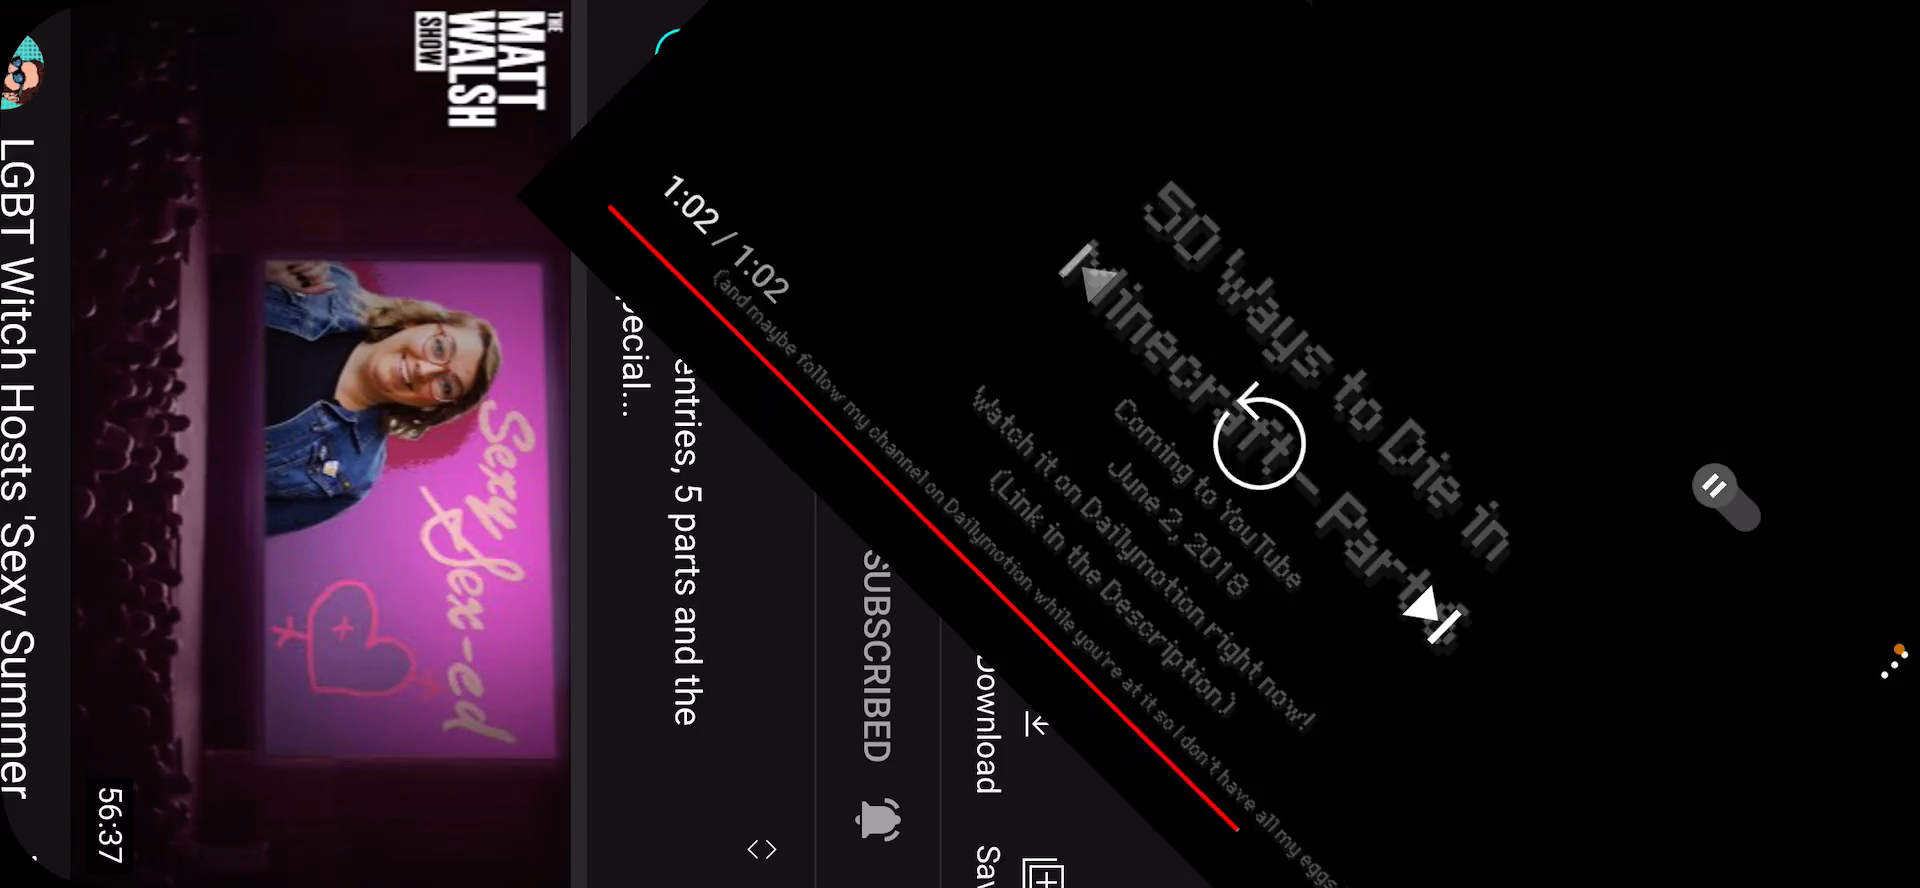 50 Ways to Die in
Minecraft - Part
Coming to YouTube
June 2, 2018
Watch it on Dailymotion right now!
(Link in the Description)
(and maybe follow my channel on Dailymotion while you're at it so I don't have all my eggs
1:02 / 1:02
Download
Sav
SUBSCRIBED
entries, 5 parts and the
pecial...
THE
MATT
WALSH
SHOW
Sexy
Sex-ed
56:37
LGBT Witch Hosts 'Sexy Summer